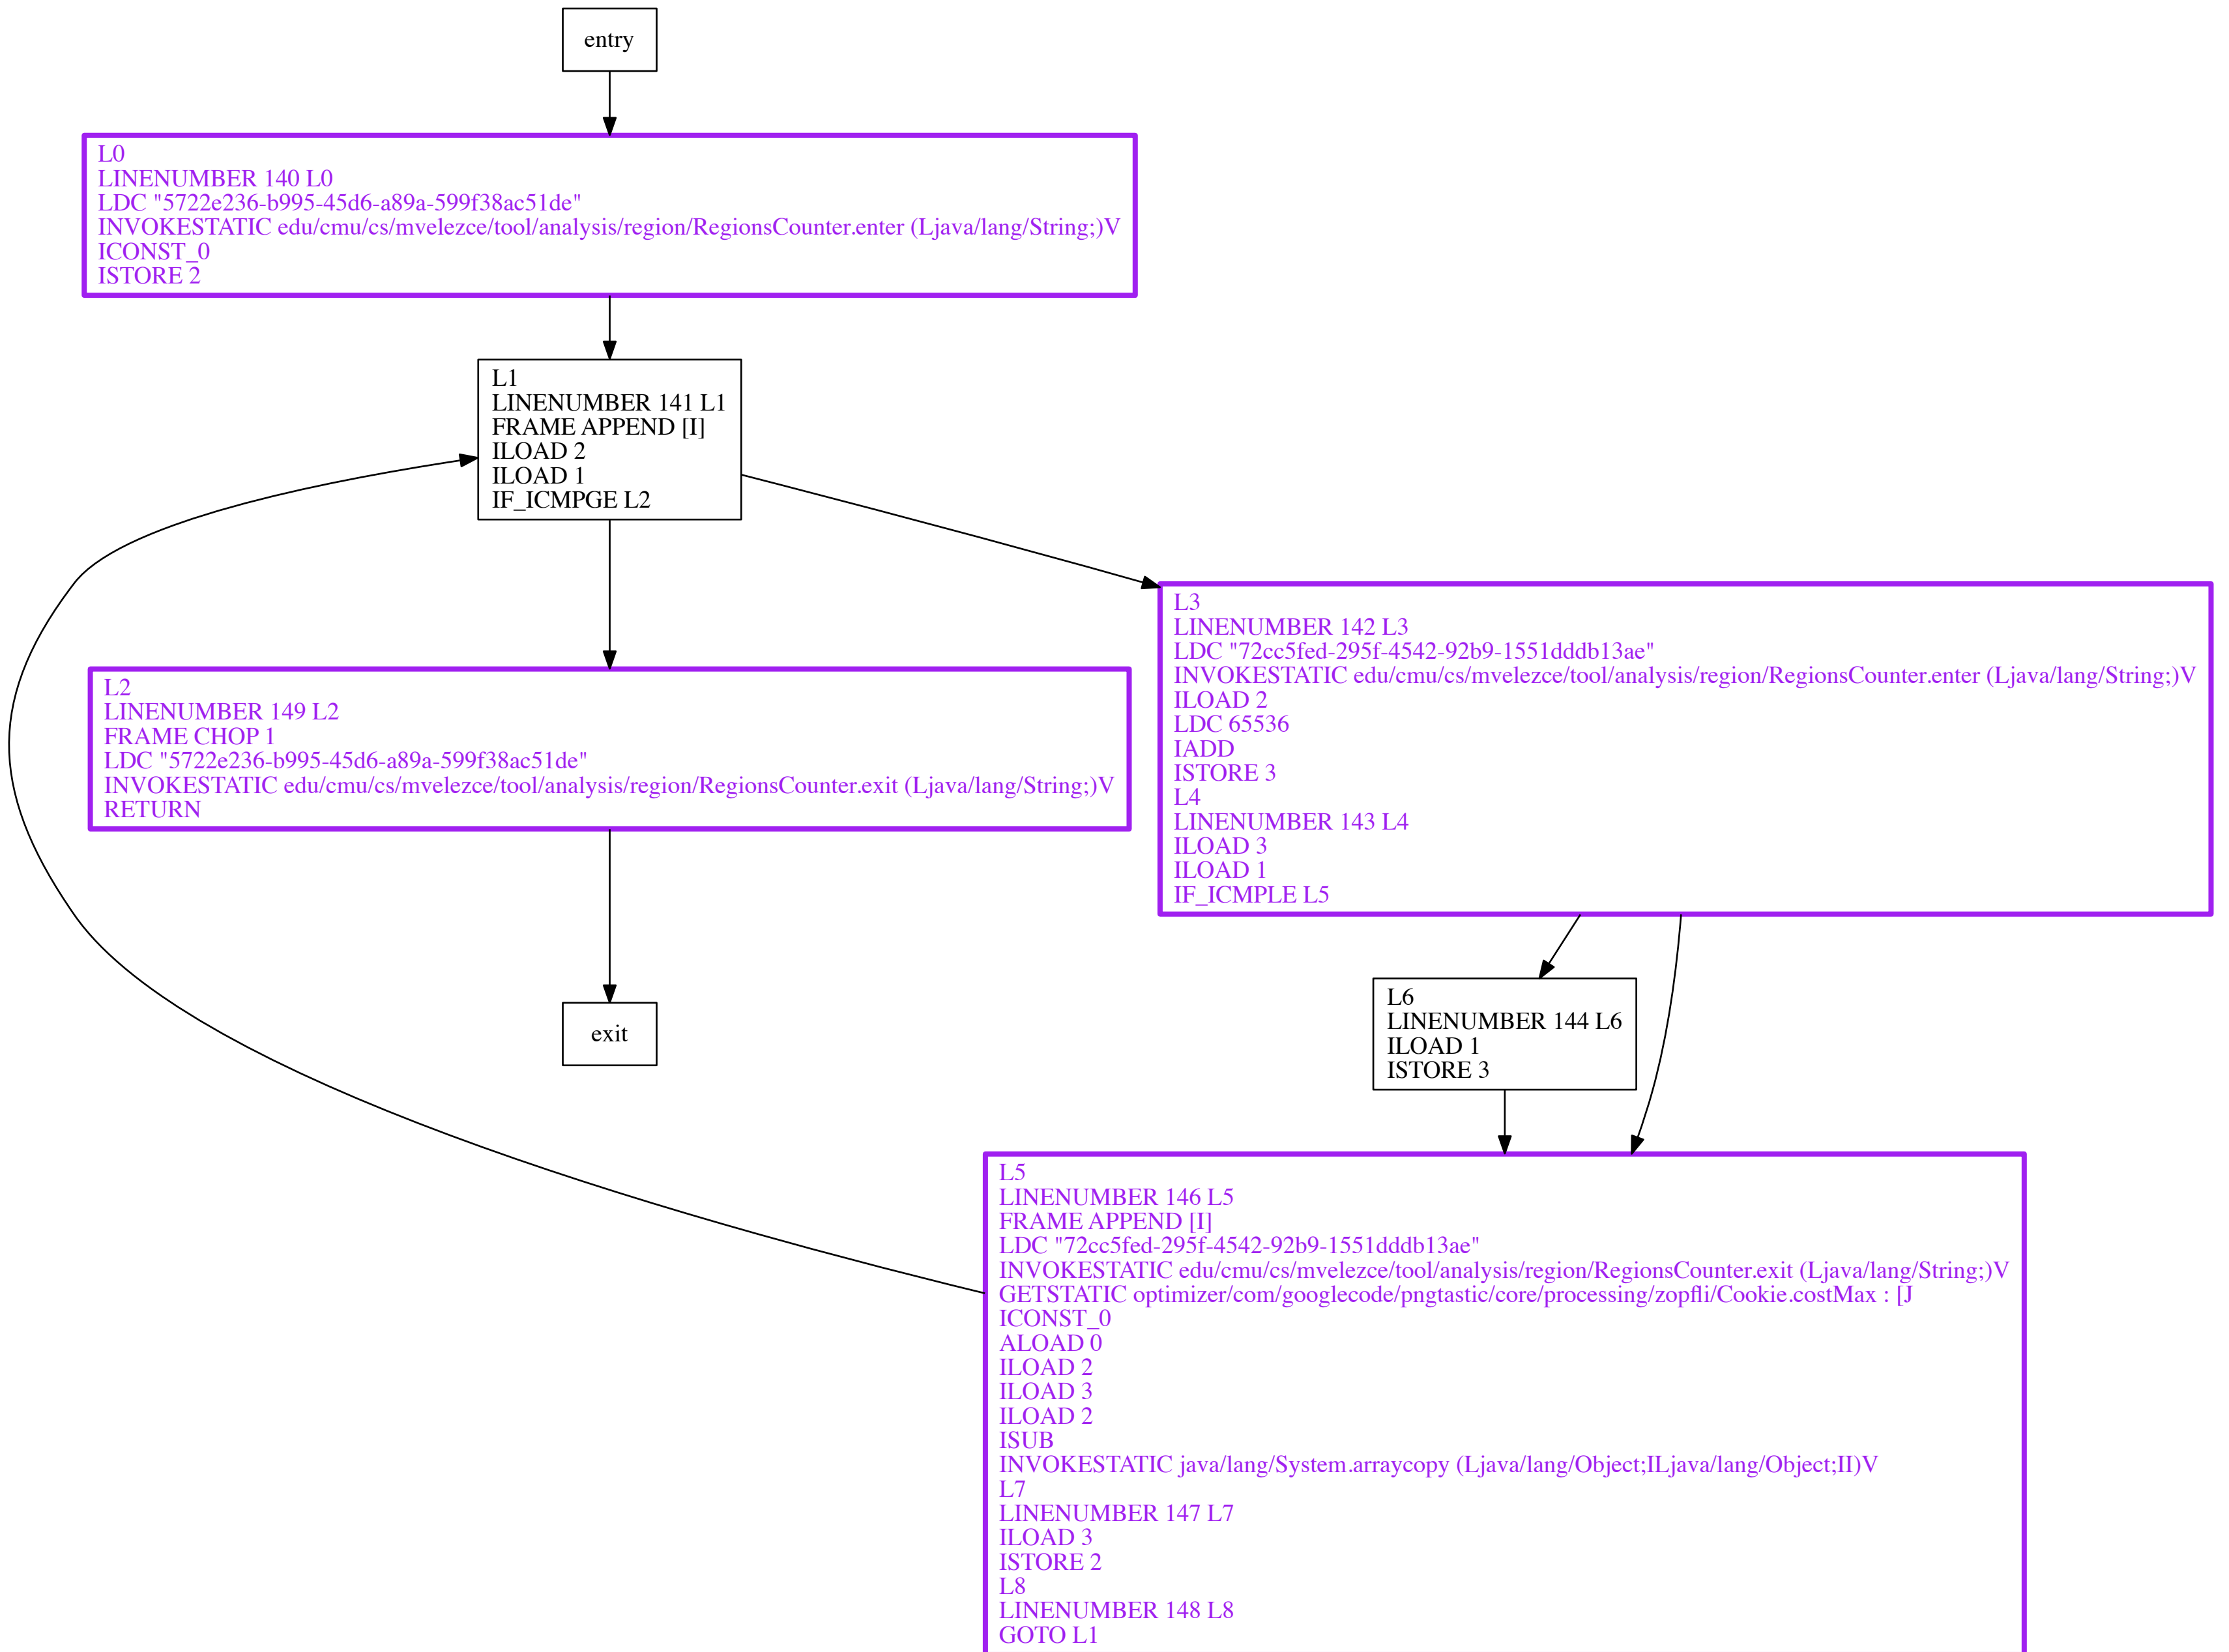 entry
L0
LINENUMBER 140 L0
LDC "5722e236-b995-45d6-a89a-599f38ac51de"
INVOKESTATIC edu/cmu/cs/mvelezce/tool/analysis/region/RegionsCounter.enter (Ljava/lang/String;)V
ICONST_0
ISTORE 2
L1
LINENUMBER 141 L1
FRAME APPEND [I]
ILOAD 2
ILOAD 1
IF_ICMPGE L2
L2
LINENUMBER 149 L2
FRAME CHOP 1
LDC "5722e236-b995-45d6-a89a-599f38ac51de"
INVOKESTATIC edu/cmu/cs/mvelezce/tool/analysis/region/RegionsCounter.exit (Ljava/lang/String;)V
RETURN
L3
LINENUMBER 142 L3
LDC "72cc5fed-295f-4542-92b9-1551dddb13ae"
INVOKESTATIC edu/cmu/cs/mvelezce/tool/analysis/region/RegionsCounter.enter (Ljava/lang/String;)V
ILOAD 2
LDC 65536
IADD
ISTORE 3
L4
LINENUMBER 143 L4
ILOAD 3
ILOAD 1
IF_ICMPLE L5
exit
L6
LINENUMBER 144 L6
ILOAD 1
ISTORE 3
L5
LINENUMBER 146 L5
FRAME APPEND [I]
LDC "72cc5fed-295f-4542-92b9-1551dddb13ae"
INVOKESTATIC edu/cmu/cs/mvelezce/tool/analysis/region/RegionsCounter.exit (Ljava/lang/String;)V
GETSTATIC optimizer/com/googlecode/pngtastic/core/processing/zopfli/Cookie.costMax : [J
ICONST_0
ALOAD 0
ILOAD 2
ILOAD 3
ILOAD 2
ISUB
INVOKESTATIC java/lang/System.arraycopy (Ljava/lang/Object;ILjava/lang/Object;II)V
L7
LINENUMBER 147 L7
ILOAD 3
ISTORE 2
L8
LINENUMBER 148 L8
GOTO L1